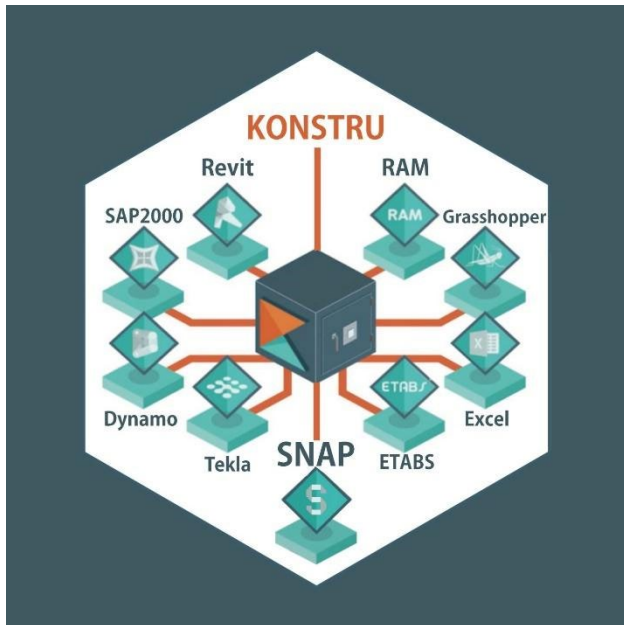 KONSTRU
Revit
RAM
SAP2000
RAM
Grasshopper
X
Dynamo
ETABS
Excel
Tekla
SNAP
ETABS
S